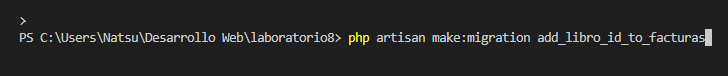 >
PS C:\Users\Natsu\Desarrollo Web\laboratorio8> php artisan make:migration add_libro_id_to_facturas